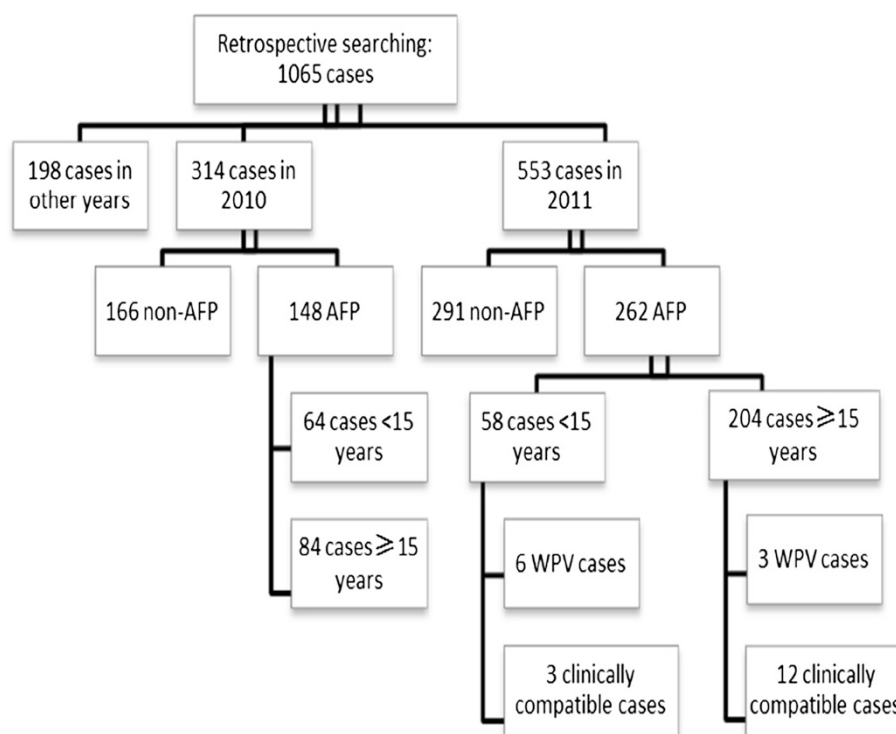 Retrospective searching:
1065 cases
198 cases in
other years
314 cases in
2010
553 cases in
2011
166 non-AFP
148 AFP
291 non-AFP
262 AFP
64 cases <15
years
84 cases ⩾ 15
years
58 cases <15
years
204 cases ⩾ 15
years
6 WPV cases
3 WPV cases
3 clinically
compatible cases
12 clinically
compatible cases